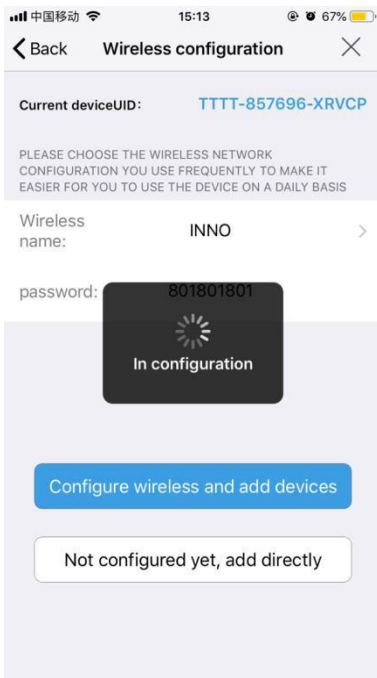 中国移动 15:13 67%
Back Wireless configuration
Current deviceUID: TTTT-857696-XRVCP
PLEASE CHOOSE THE WIRELESS NETWORK
CONFIGURATION YOU USE FREQUENTLY TO MAKE IT
EASIER FOR YOU TO USE THE DEVICE ON A DAILY BASIS
Wireless
name: INNO
password: 801801801
In configuration
Configure wireless and add devices
Not configured yet, add directly